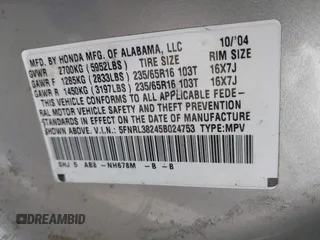 MFD. BY HONDA MFG. OF ALABAMA, LLC 10/'04
GVWR 2700KG (5952LBS) TIRE SIZE RIM SIZE
GAWR F 1285KG (2833LBS) 235/65R16 103T 16X7J
GAWR R 1450KG (3197LBS) 235/65R16 103T 16X7J
THIS VEHICLE CONFORMS TO ALL APPLICABLE FEDE-
RAL MOTOR VEHICLE SAFETY AND THEFT PREVENTION
STANDARDS IN EFFECT ON THE DATE OF MANUFACTURE
SHOWN ABOVE. V.I.N.: 5FNRL38245B024753 TYPE:MPV
SHJ 5 AB8 -NH678M -B -B
DREAMBID